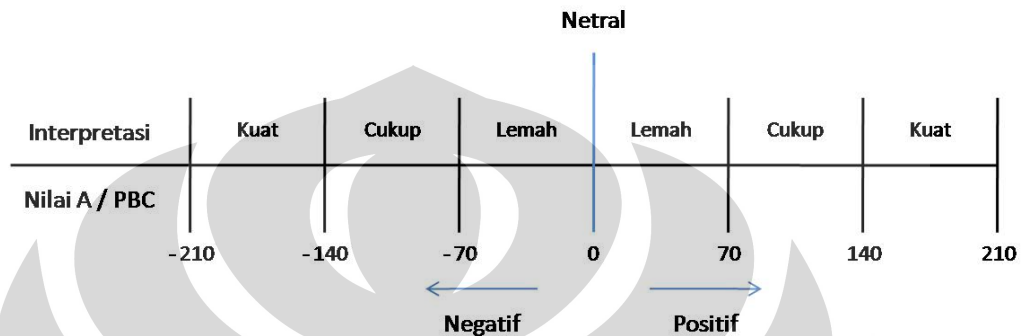 Netral
Interpretasi Kuat Cukup Lemah Lemah Cukup Kuat
Nilai A / PBC
-210 -140 -70 0 70 140 210
Negatif Positif